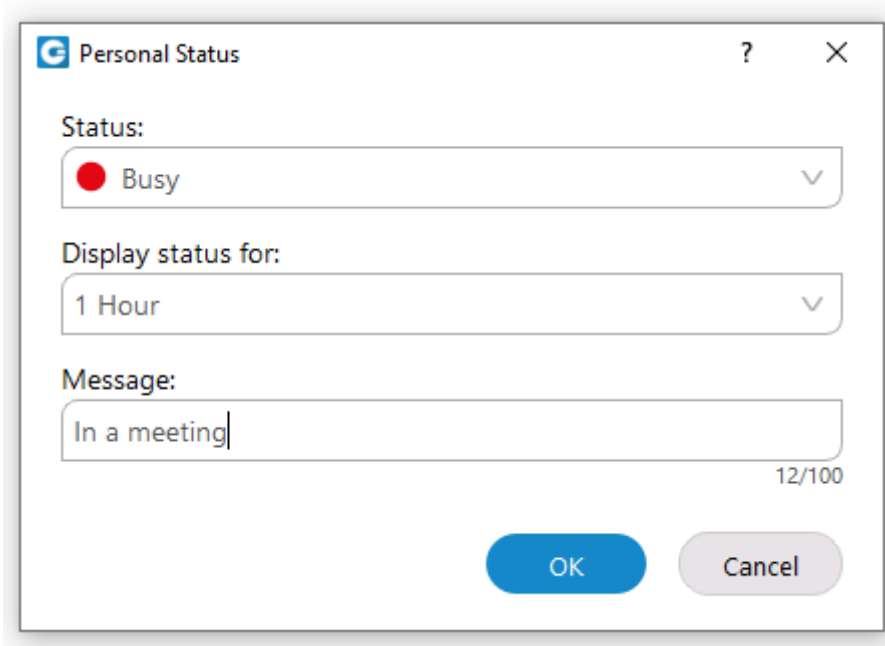 Personal Status ?
Status:
Busy
Display status for:
1 Hour
Message:
In a meeting
12/100
OK Cancel